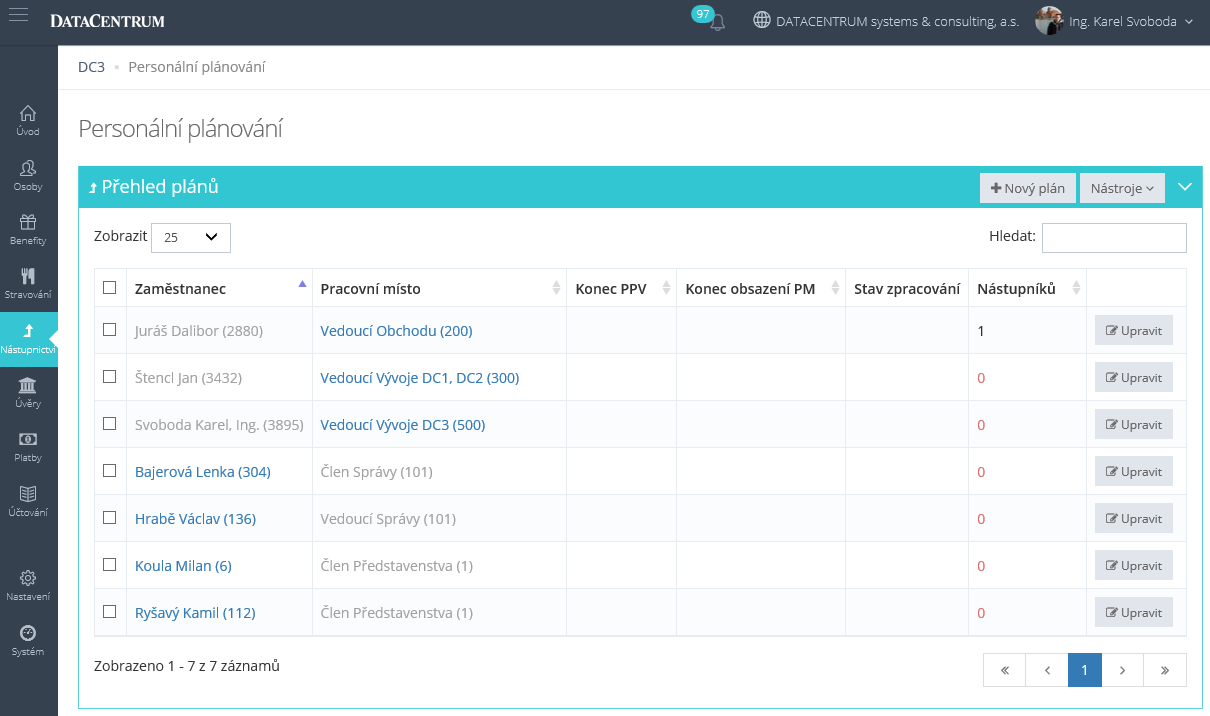 DATACENTRUM
97
DATACENTRUM systems & consulting, a.s.
Ing. Karel Svoboda
DC3
Personální plánování
Úvod
Osoby
Benefity
Stravování
Nástupnictví
Úvěry
Platby
Účtování
Nastavení
Systém
Personální plánování
Přehled plánů
Nový plán
Nástroje
Zobrazit 25
Hledat:
Zaměstnanec Pracovní místo Konec PPV Konec obsazení PM Stav zpracování Nástupníků
Juráš Dalibor (2880) Vedoucí Obchodu (200) 1 Upravit
Štencl Jan (3432) Vedoucí Vývoje DC1, DC2 (300) 0 Upravit
Svoboda Karel, Ing. (3895) Vedoucí Vývoje DC3 (500) 0 Upravit
Bajerová Lenka (304) Člen Správy (101) 0 Upravit
Hrabě Václav (136) Vedoucí Správy (101) 0 Upravit
Koula Milan (6) Člen Představenstva (1) 0 Upravit
Ryšavý Kamil (112) Člen Představenstva (1) 0 Upravit
Zobrazeno 1 - 7 z 7 záznamů
« ‹ 1 › »